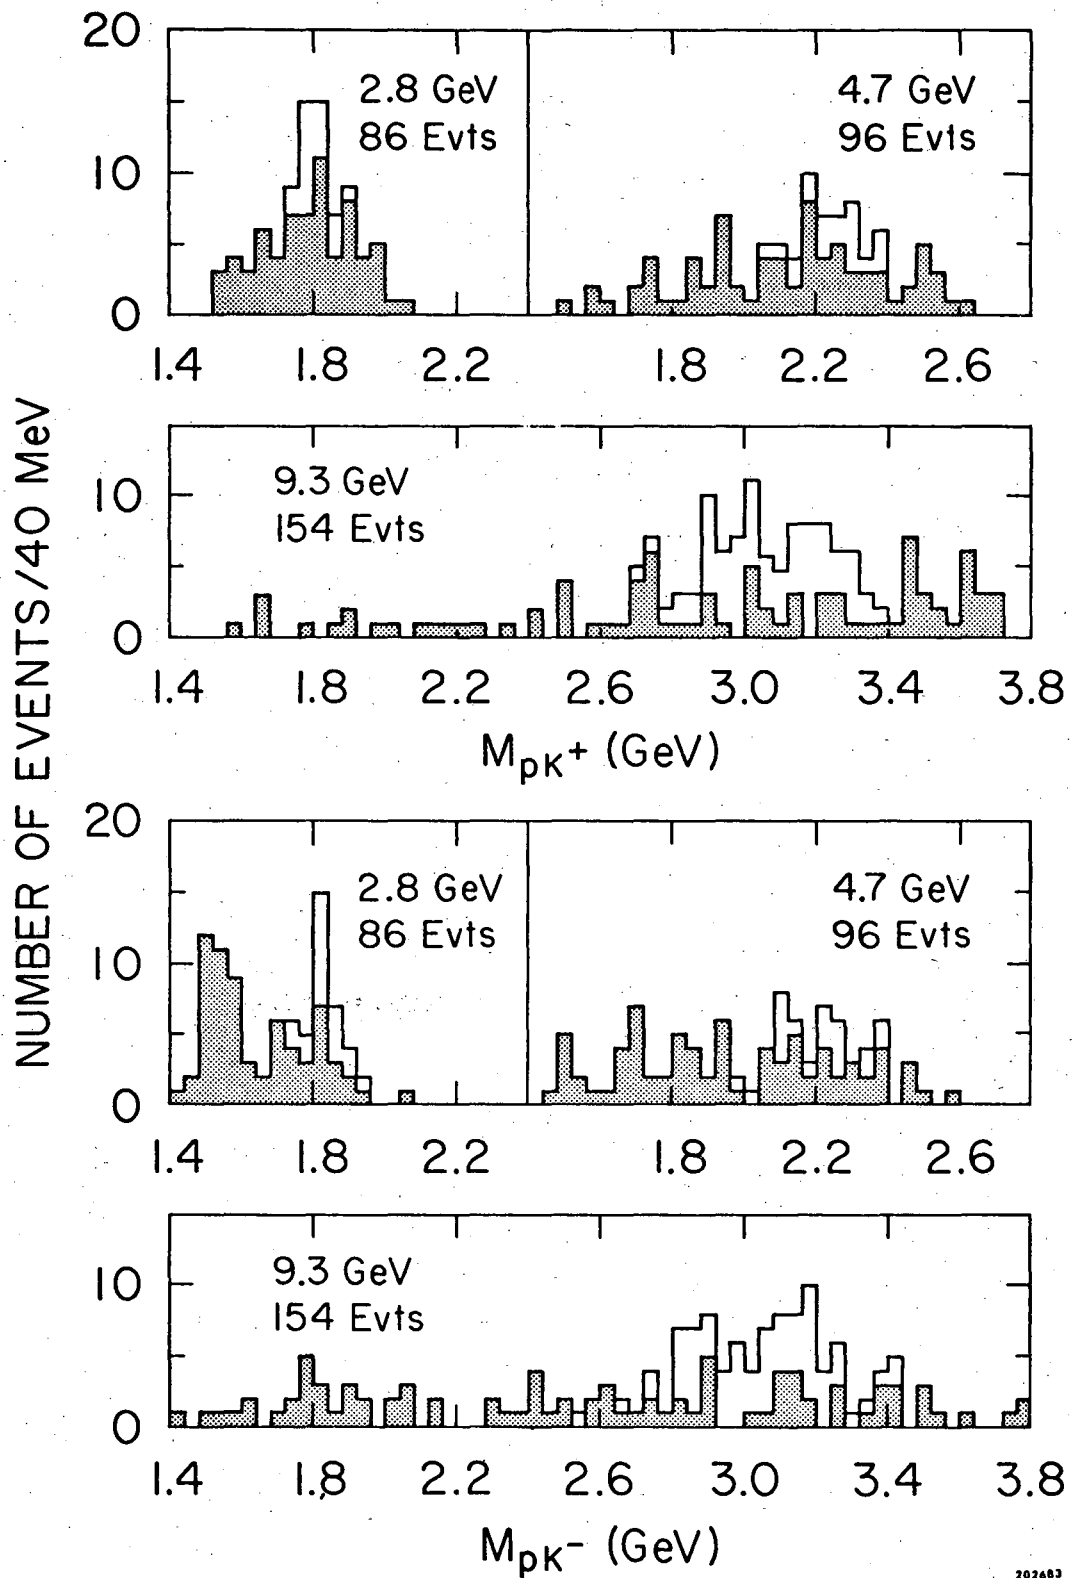 NUMBER OF EVENTS/40 MeV
20
10
0
2.8 GeV
86 Evts
4.7 GeV
96 Evts
1.4 1.8 2.2 1.8 2.2 2.6
10
0
9.3 GeV
154 Evts
1.4 1.8 2.2 2.6 3.0 3.4 3.8
MpK+ (GeV)
20
10
0
2.8 GeV
86 Evts
4.7 GeV
96 Evts
1.4 1.8 2.2 1.8 2.2 2.6
10
0
9.3 GeV
154 Evts
1.4 1.8 2.2 2.6 3.0 3.4 3.8
MpK- (GeV)
202683